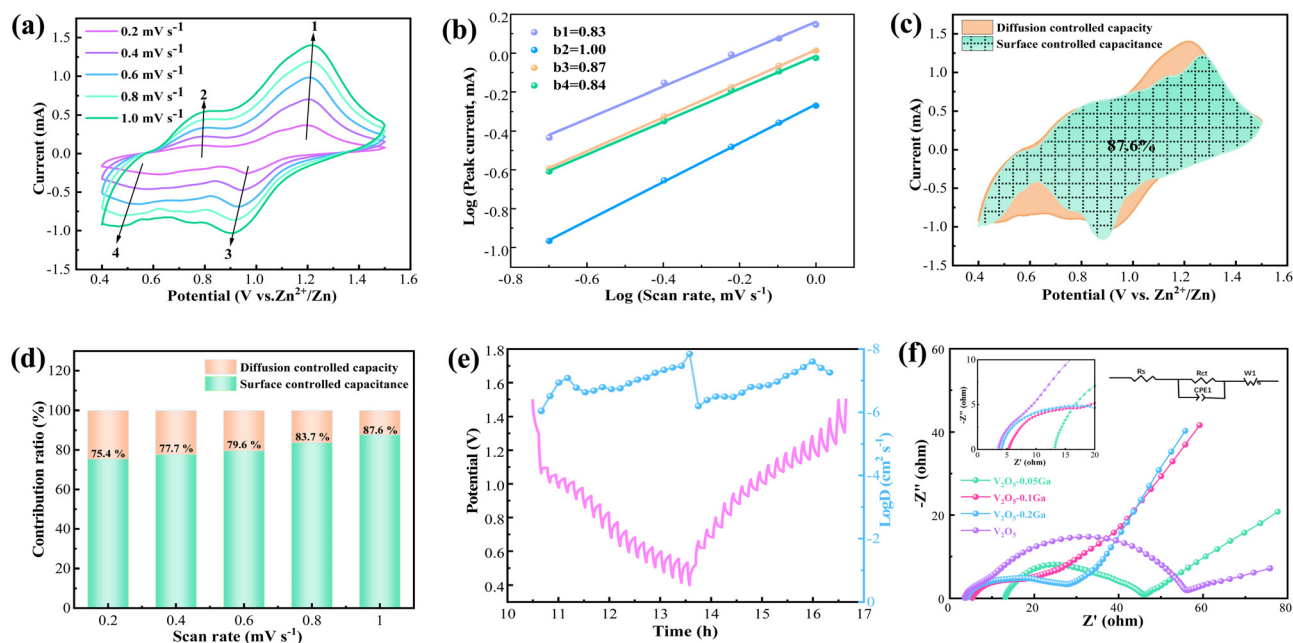 (a)
0.2 mV s⁻¹
0.4 mV s⁻¹
0.6 mV s⁻¹
0.8 mV s⁻¹
1.0 mV s⁻¹
1
2
3
4
1.5
1.0
0.5
0.0
-0.5
-1.0
-1.5
Current (mA)
0.4 0.6 0.8 1.0 1.2 1.4 1.6
Potential (V vs.Zn²⁺/Zn)
(b)
b1=0.83
b2=1.00
b3=0.87
b4=0.84
0.2
0.0
-0.2
-0.4
-0.6
-0.8
-1.0
Log (Peak current, mA)
-0.8 -0.6 -0.4 -0.2 0.0
Log (Scan rate, mV s⁻¹)
(c)
Diffusion controlled capacity
Surface controlled capacitance
87.6%
1.5
1.0
0.5
0.0
-0.5
-1.0
-1.5
Current (mA)
0.4 0.6 0.8 1.0 1.2 1.4 1.6
Potential (V vs. Zn²⁺/Zn)
(d)
Diffusion controlled capacity
Surface controlled capacitance
75.4 %
77.7 %
79.6 %
83.7 %
87.6 %
140
120
100
80
60
40
20
0
Contribution ratio (%)
0.2 0.4 0.6 0.8 1
Scan rate (mV s⁻¹)
(e)
1.8
1.6
1.4
1.2
1.0
0.8
0.6
0.4
Potential (V)
10 11 12 13 14 15 16 17
Time (h)
-8
-6
-4
-2
0
LogD (cm² s⁻¹)
(f)
-60
-40
-20
0
-Z'' (ohm)
0 20 40 60 80
Z' (ohm)
-10
-5
0
-Z'' (ohm)
0 5 10 15 20
Z' (ohm)
Rs
Rct
CPE1
W1
V₂O₅-0.05Ga
V₂O₅-0.1Ga
V₂O₅-0.2Ga
V₂O₅